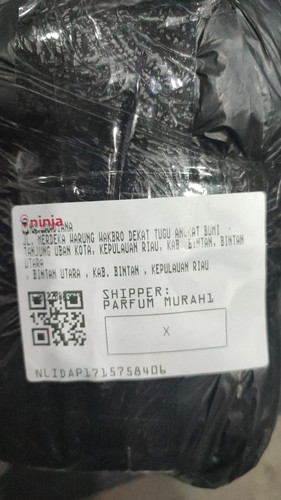 ninja
JL. MERDEKA WARUNG WAKBRO DEKAT TUGU ANGKAT BUMI ,
TANJUNG UBAN KOTA, KEPULAUAN RIAU, KAB. BINTAN, BINTAN
UTARA
, BINTAN UTARA , KAB. BINTAN , KEPULAUAN RIAU
SHIPPER:
PARFUM MURAH1
X
NLIDAP1715758406